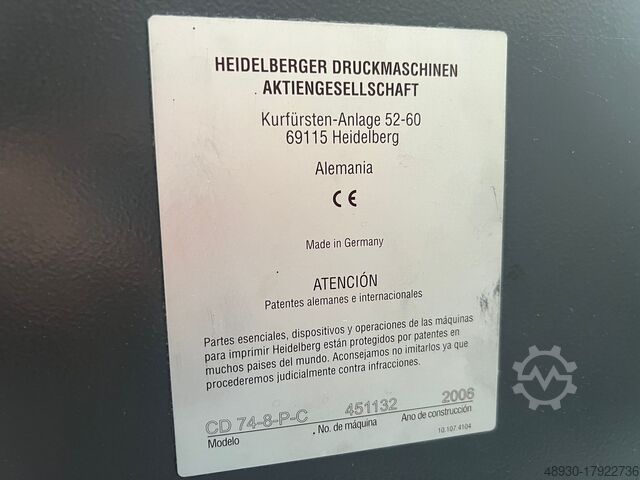 HEIDELBERGER DRUCKMASCHINEN
AKTIENGESELLSCHAFT
Kurfürsten-Anlage 52-60
69115 Heidelberg
Alemania
CE
Made in Germany
ATENCIÓN
Patentes alemanes e internacionales
Partes esenciales, dispositivos y operaciones de las máquinas
para imprimir Heidelberg están protegidos por patentes en
muchos paises del mundo. Aconsejamos no imitarlos ya que
procederemos judicialmente contra infracciones.
CD 74-8-P-C 451132 2006
Modelo No. de máquina Ano de construcción
10.107.4104
48930-17922736